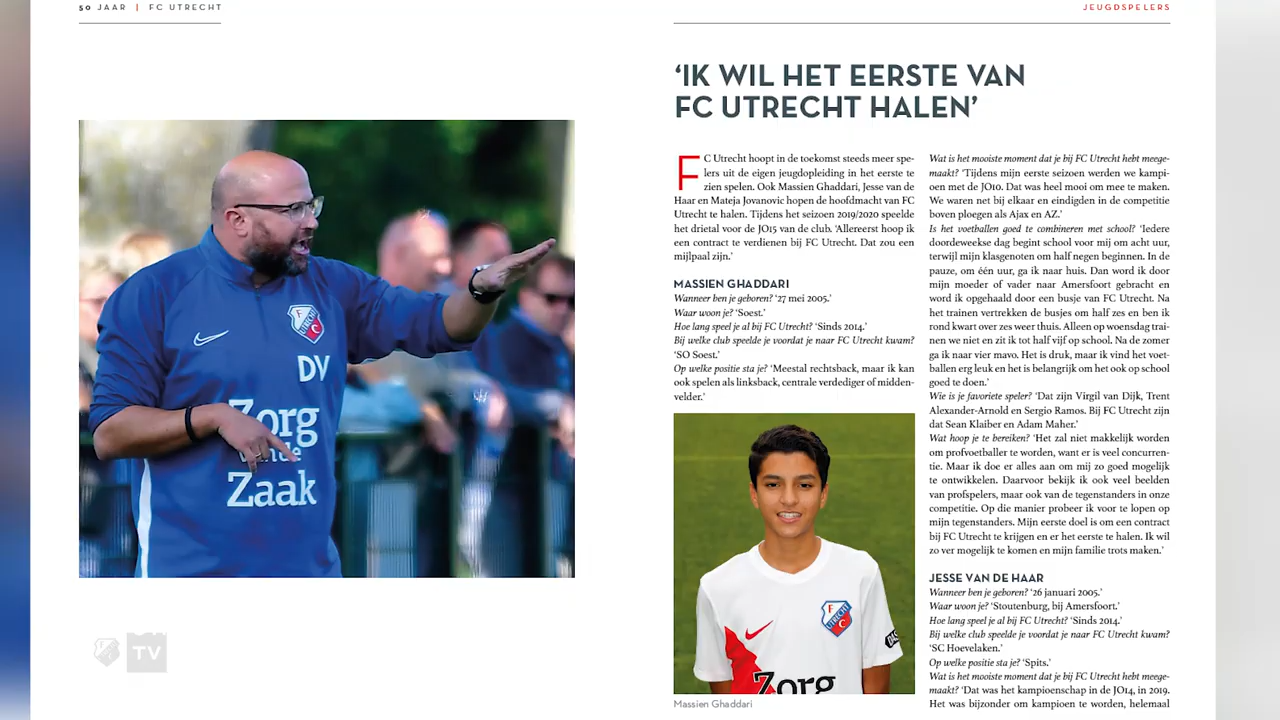 50 JAAR | FC UTRECHT
JEUGDSPELERS
DV
Zorg
van de
Zaak
TV
‘IK WIL HET EERSTE VAN
FC UTRECHT HALEN’
FC Utrecht hoopt in de toekomst steeds meer spe-
lers uit de eigen jeugdopleiding in het eerste te
zien spelen. Ook Massien Ghaddari, Jesse van de
Haar en Mateja Jovanovic hopen de hoofdmacht van FC
Utrecht te halen. Tijdens het seizoen 2019/2020 speelde
het drietal voor de JO15 van de club. ‘Allereerst hoop ik
een contract te verdienen bij FC Utrecht. Dat zou een
mijlpaal zijn.’
MASSIEN GHADDARI
Wanneer ben je geboren? ‘27 mei 2005.’
Waar woon je? ‘Soest.’
Hoe lang speel je al bij FC Utrecht? ‘Sinds 2014.’
Bij welke club speelde je voordat je naar FC Utrecht kwam?
‘SO Soest.’
Op welke positie sta je? ‘Meestal rechtsback, maar ik kan
ook spelen als linksback, centrale verdediger of midden-
velder.’
F
UTRECHT
C
Zorg
Massien Ghaddari
Wat is het mooiste moment dat je bij FC Utrecht hebt meege-
maakt? ‘Tijdens mijn eerste seizoen werden we kampi-
oen met de JO10. Dat was heel mooi om mee te maken.
We waren net bij elkaar en eindigden in de competitie
boven ploegen als Ajax en AZ.’
Is het voetballen goed te combineren met school? ‘Iedere
doordeweekse dag begint school voor mij om acht uur,
terwijl mijn klasgenoten om half negen beginnen. In de
pauze, om één uur, ga ik naar huis. Dan word ik door
mijn moeder of vader naar Amersfoort gebracht en
word ik opgehaald door een busje van FC Utrecht. Na
het trainen vertrekken de busjes om half zes en ben ik
rond kwart over zes weer thuis. Alleen op woensdag trai-
nen we niet en zit ik tot half vijf op school. Na de zomer
ga ik naar vier mavo. Het is druk, maar ik vind het voet-
ballen erg leuk en het is belangrijk om het ook op school
goed te doen.’
Wie is je favoriete speler? ‘Dat zijn Virgil van Dijk, Trent
Alexander-Arnold en Sergio Ramos. Bij FC Utrecht zijn
dat Sean Klaiber en Adam Maher.’
Wat hoop je te bereiken? ‘Het zal niet makkelijk worden
om profvoetballer te worden, want er is veel concurren-
tie. Maar ik doe er alles aan om mij zo goed mogelijk
te ontwikkelen. Daarvoor bekijk ik ook veel beelden
van profspelers, maar ook van de tegenstanders in onze
competitie. Op die manier probeer ik voor te lopen op
mijn tegenstanders. Mijn eerste doel is om een contract
bij FC Utrecht te krijgen en er het eerste te halen. Ik wil
zo ver mogelijk te komen en mijn familie trots maken.’
JESSE VAN DE HAAR
Wanneer ben je geboren? ‘26 januari 2005.’
Waar woon je? ‘Stoutenburg, bij Amersfoort.’
Hoe lang speel je al bij FC Utrecht? ‘Sinds 2014.’
Bij welke club speelde je voordat je naar FC Utrecht kwam?
‘SC Hoevelaken.’
Op welke positie sta je? ‘Spits.’
Wat is het mooiste moment dat je bij FC Utrecht hebt meege-
maakt? ‘Dat was het kampioenschap in de JO14, in 2019.
Het was bijzonder om kampioen te worden, helemaal